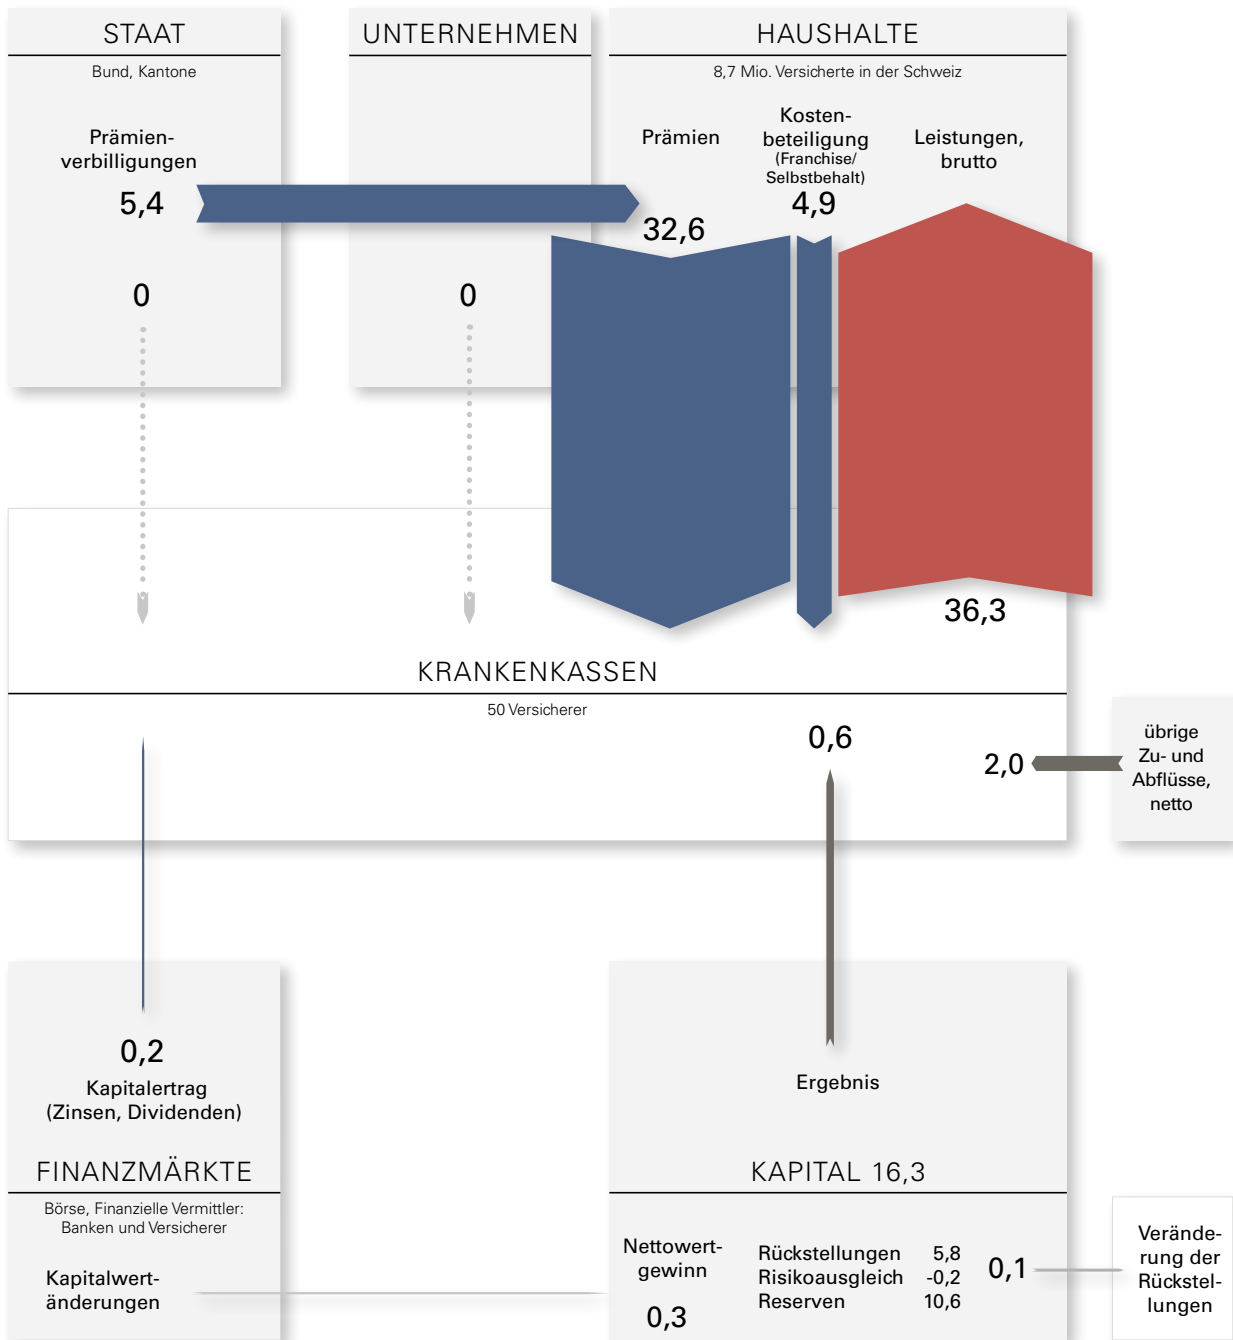 STAAT
Bund, Kantone
Prämien-
verbilligungen
5,4
0
UNTERNEHMEN
0
HAUSHALTE
8,7 Mio. Versicherte in der Schweiz
Prämien
32,6
Kosten-
beteiligung
(Franchise/
Selbstbehalt)
4,9
Leistungen,
brutto
36,3
KRANKENKASSEN
50 Versicherer
0,6
2,0
übrige
Zu- und
Abflüsse,
netto
0,2
Kapitalertrag
(Zinsen, Dividenden)
FINANZMÄRKTE
Börse, Finanzielle Vermittler:
Banken und Versicherer
Kapitalwert-
änderungen
Ergebnis
KAPITAL 16,3
Nettowert-
gewinn
0,3
Rückstellungen 5,8
Risikoausgleich -0,2
Reserven 10,6
0,1
Verände-
rung der
Rückstel-
lungen